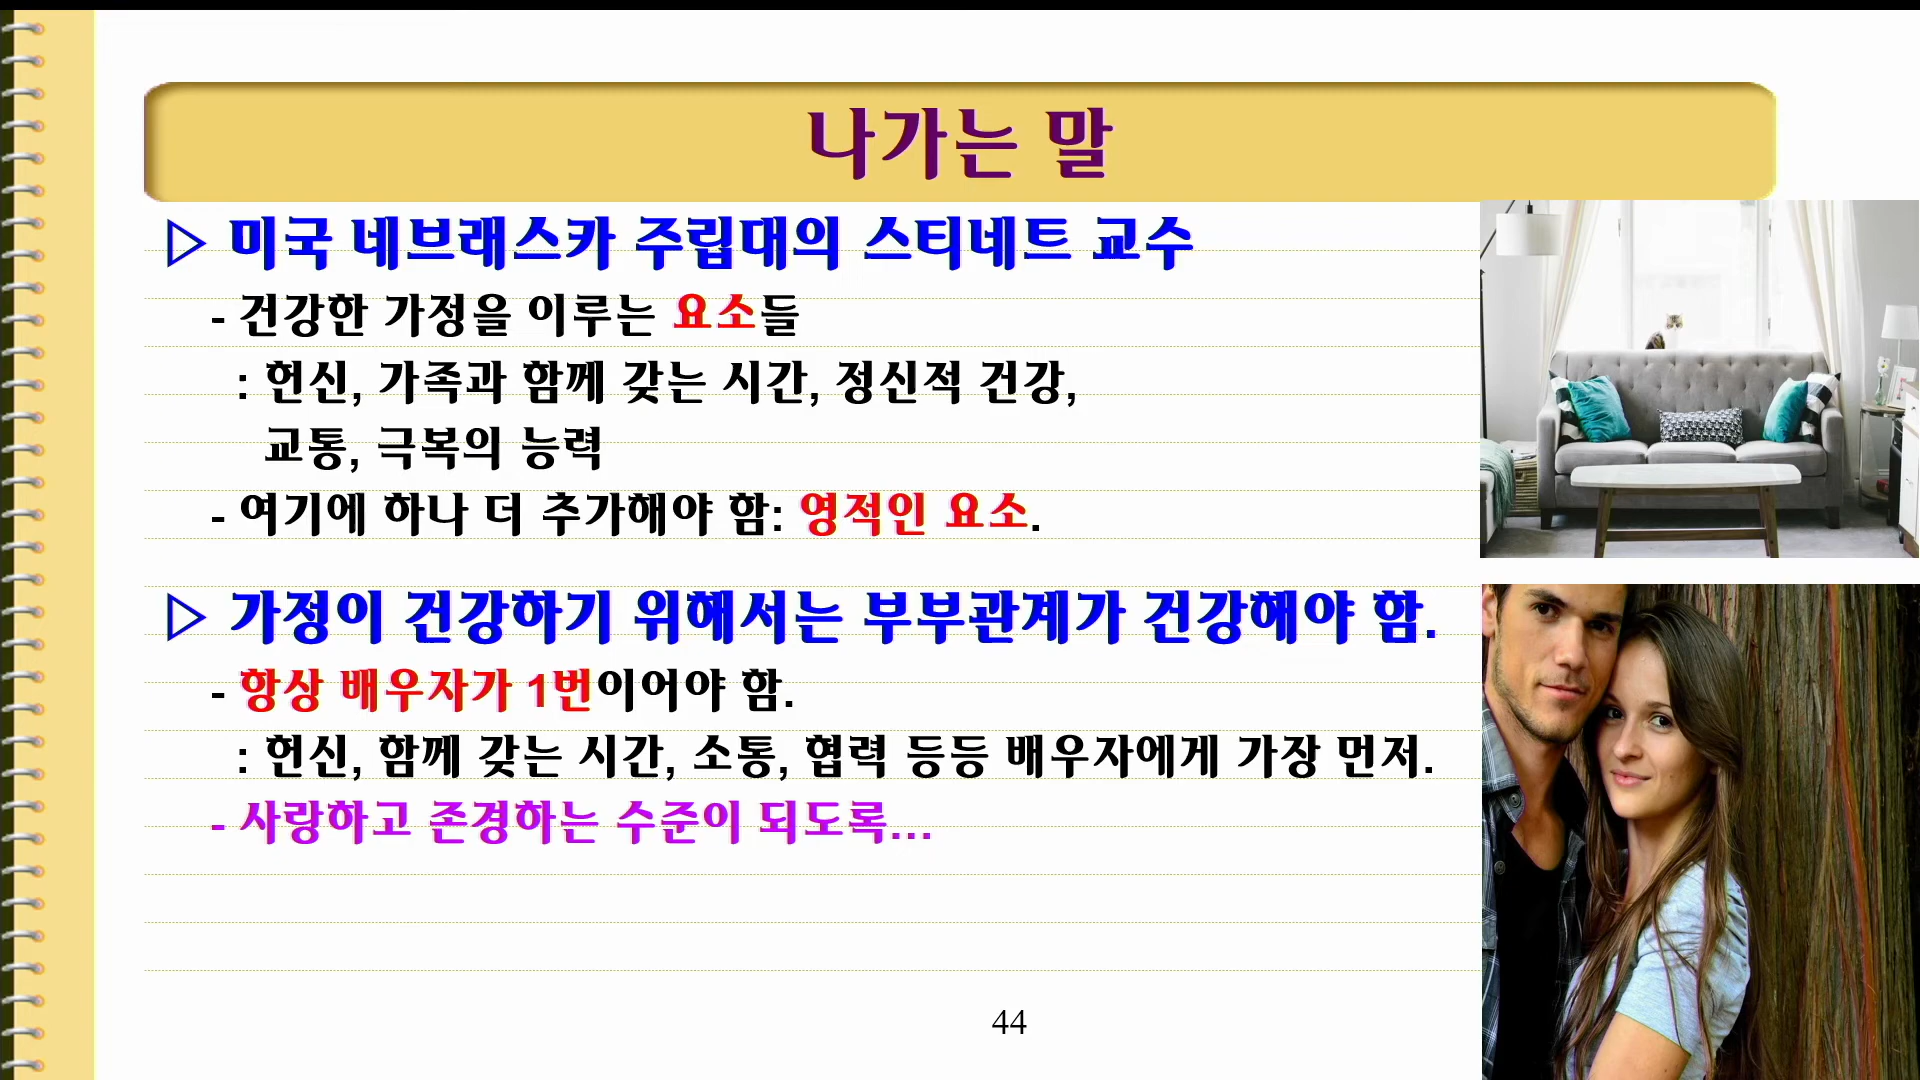 나가는 말
▷ 미국 네브래스카 주립대의 스티네트 교수
- 건강한 가정을 이루는 요소들
: 헌신, 가족과 함께 갖는 시간, 정신적 건강,
교통, 극복의 능력
- 여기에 하나 더 추가해야 함: 영적인 요소.
▷ 가정이 건강하기 위해서는 부부관계가 건강해야 함.
- 항상 배우자가 1번이어야 함.
: 헌신, 함께 갖는 시간, 소통, 협력 등등 배우자에게 가장 먼저.
- 사랑하고 존경하는 수준이 되도록...
44